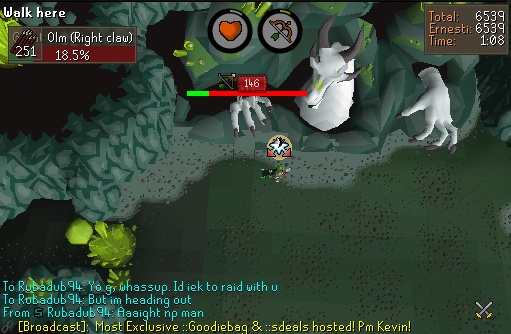 Walk here
251
Olm (Right claw)
18.5%
Total: 6539
Ernesti: 6539
Time: 1:08
146
To Rubadub94: Yo g, whassup. Id iek to raid with u
To Rubadub94: But im heading out
From S Rubadub94: Aaaight np man
[Broadcast]: Most Exclusive ::Goodiebag & ::sdeals hosted! Pm Kevin!